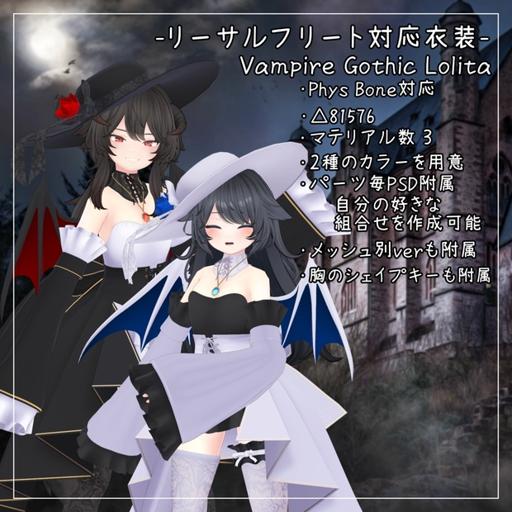 -リーサルフリート対応衣装-
Vampire Gothic Lolita
・Phys Bone対応
・△81576
・マテリアル数 3
・2種のカラーを用意
・パーツ毎PSD附属
自分の好きな
組合せを作成可能
・メッシュ別verも附属
・胸のシェイプキーも附属